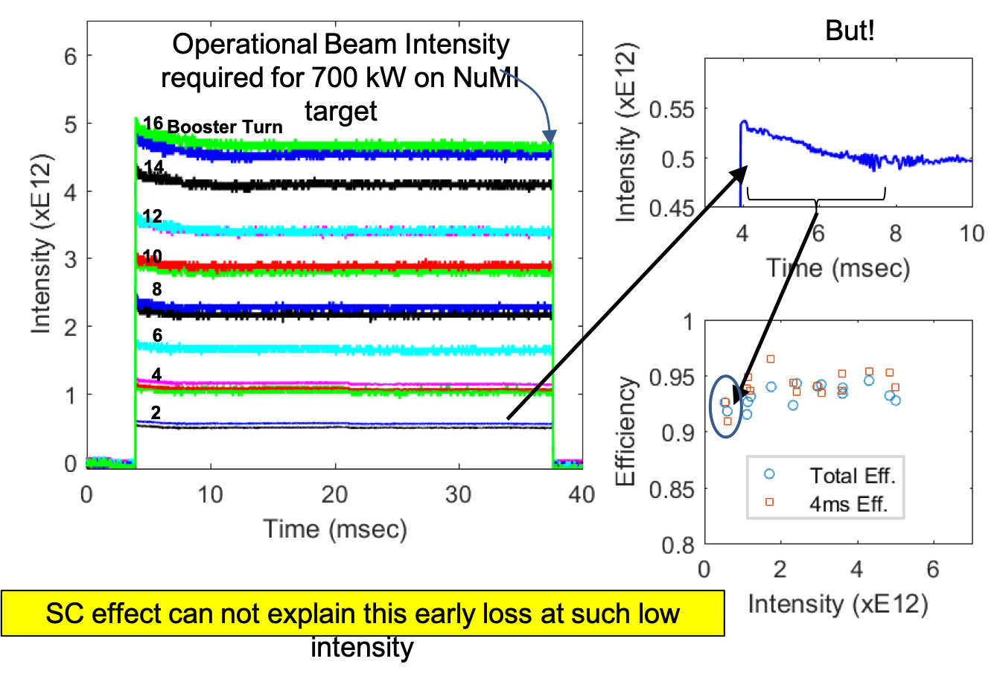 Operational Beam Intensity
required for 700 kW on NuMI
target
Intensity (xE12)
6
5
4
3
2
1
0
16 Booster Turn
14
12
10
8
6
4
2
0
10
20
30
40
Time (msec)
But!
Intensity (xE12)
0.55
0.5
0.45
4
6
8
10
Time (msec)
Efficiency
1
0.95
0.9
0.85
0.8
Total Eff.
4ms Eff.
0
2
4
6
Intensity (xE12)
SC effect can not explain this early loss at such low
intensity